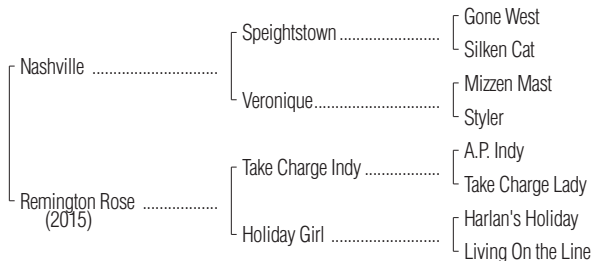 Gone West
Speightstown ......................
Silken Cat
Nashville ............................
Mizzen Mast
Veronique............................
Styler
A.P. Indy
Take Charge Indy .................
Take Charge Lady
Remington Rose .................
(2015)
Harlan's Holiday
Holiday Girl ........................
Living On the Line